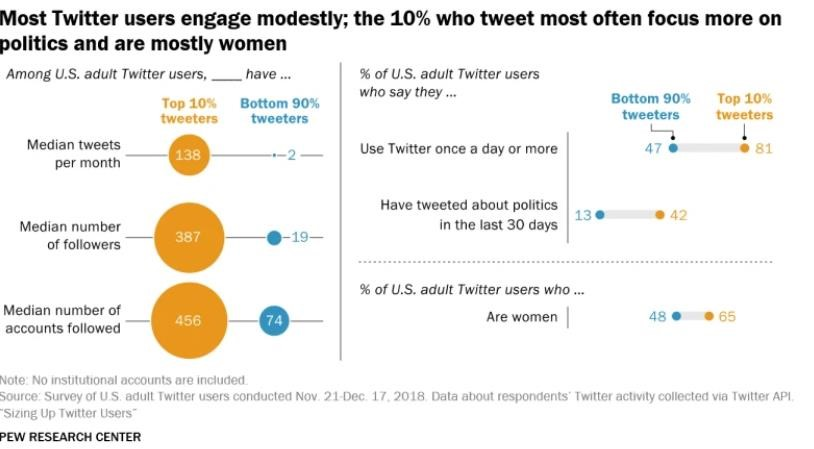 Most Twitter users engage modestly; the 10% who tweet most often focus more on
politics and are mostly women
Among U.S. adult Twitter users, ____ have ...
Top 10%
tweeters
Bottom 90%
tweeters
Median tweets
per month
138
2
Median number
of followers
387
19
Median number of
accounts followed
456
74
% of U.S. adult Twitter users
who say they ...
Bottom 90%
tweeters
Top 10%
tweeters
Use Twitter once a day or more
47
81
Have tweeted about politics
in the last 30 days
13
42
% of U.S. adult Twitter users who ...
Are women
48
65
Note: No institutional accounts are included.
Source: Survey of U.S. adult Twitter users conducted Nov. 21-Dec. 17, 2018. Data about respondents' Twitter activity collected via Twitter API.
"Sizing Up Twitter Users"
PEW RESEARCH CENTER